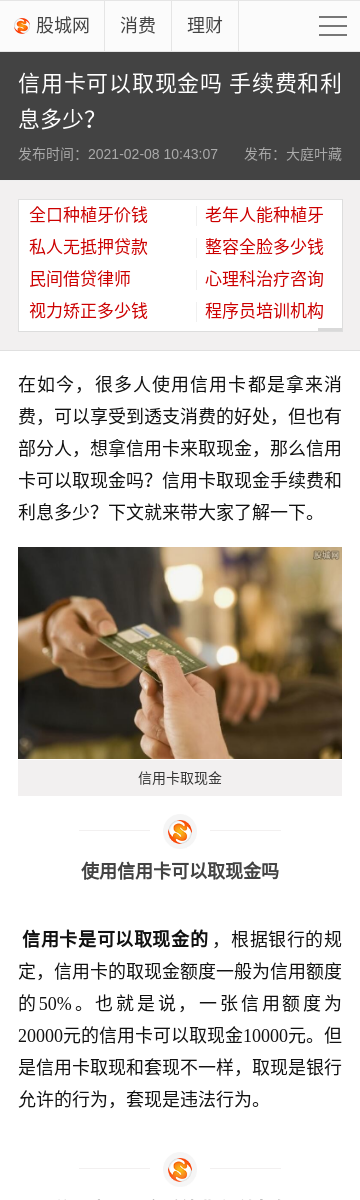 股城网 消费 理财
信用卡可以取现金吗 手续费和利
息多少？
发布时间：2021-02-08 10:43:07 发布：大庭叶藏
全口种植牙价钱 老年人能种植牙
私人无抵押贷款 整容全脸多少钱
民间借贷律师 心理科治疗咨询
视力矫正多少钱 程序员培训机构
在如今，很多人使用信用卡都是拿来消
费，可以享受到透支消费的好处，但也有
部分人，想拿信用卡来取现金，那么信用
卡可以取现金吗？信用卡取现金手续费和
利息多少？下文就来带大家了解一下。
股城网
信用卡取现金
使用信用卡可以取现金吗
信用卡是可以取现金的，根据银行的规
定，信用卡的取现金额度一般为信用额度
的50%。也就是说，一张信用额度为
20000元的信用卡可以取现金10000元。但
是信用卡取现和套现不一样，取现是银行
允许的行为，套现是违法行为。